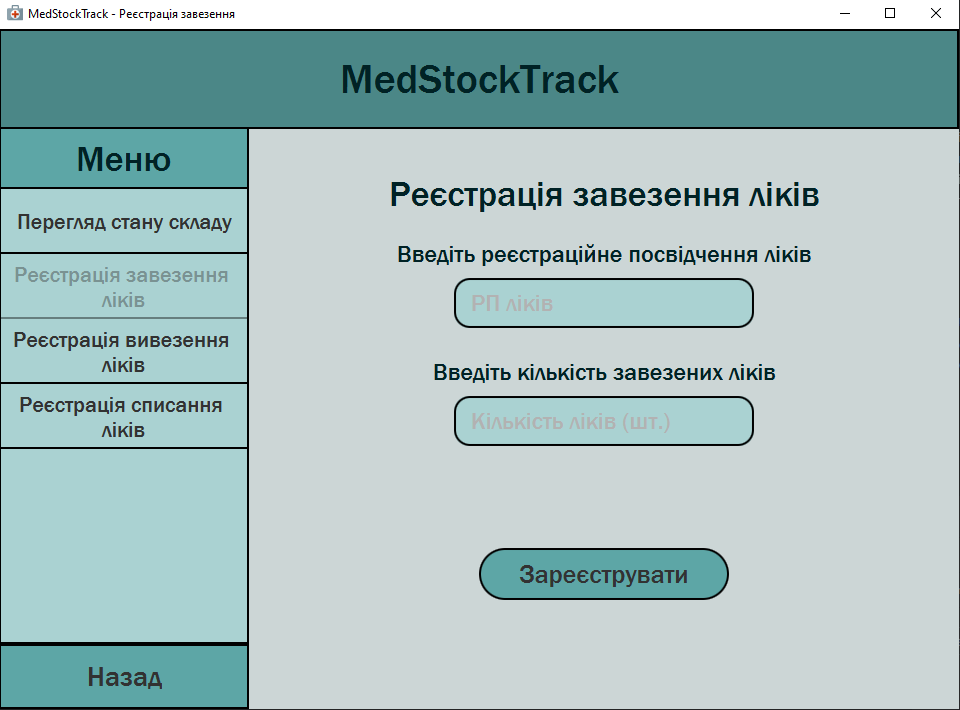 MedStockTrack - Реєстрація завезення
MedStockTrack
Меню
Перегляд стану складу
Реєстрація завезення
ліків
Реєстрація вивезення
ліків
Реєстрація списання
ліків
Назад
Реєстрація завезення ліків
Введіть реєстраційне посвідчення ліків
РП ліків
Введіть кількість завезених ліків
Кількість ліків (шт.)
Зареєструвати